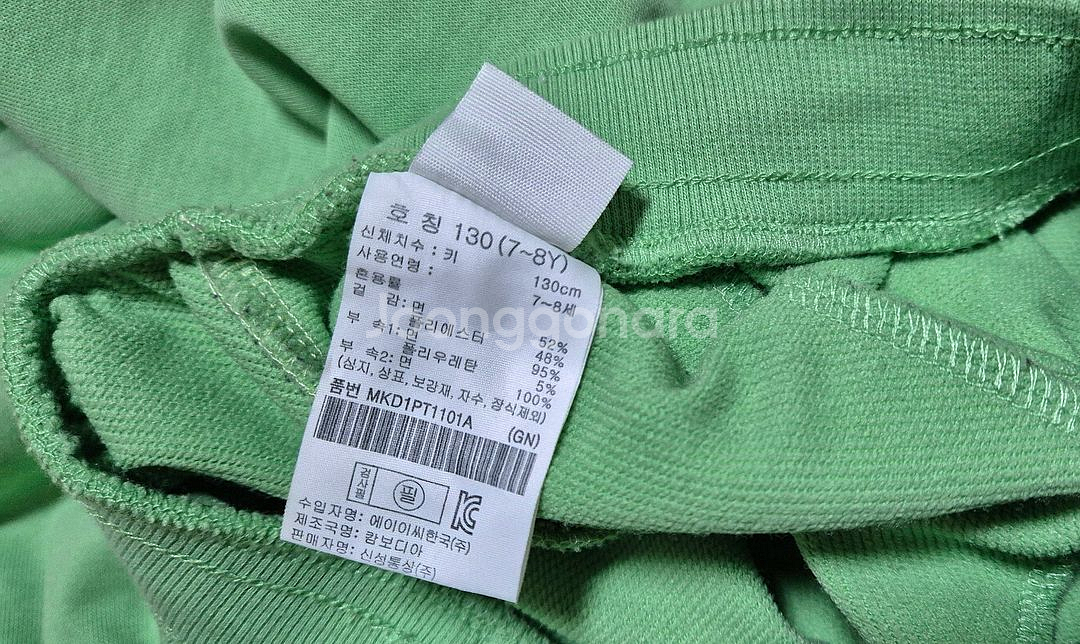 호 칭 130 (7~8Y)
신체치수 : 키 130cm
사용연령 : 7~8세
혼용률
겉 감: 면 52%
폴리에스터 48%
부 속1: 면 95%
폴리우레탄 5%
부 속2: 면 100%
(심지, 상표, 보강재, 자수, 장식제외)
품번 MKD1PT1101A (GN)
검사필 필
수입자명: 에이이씨한국(주)
제조국명: 캄보디아
판매자명: 신성통상(주)
Joonggonara